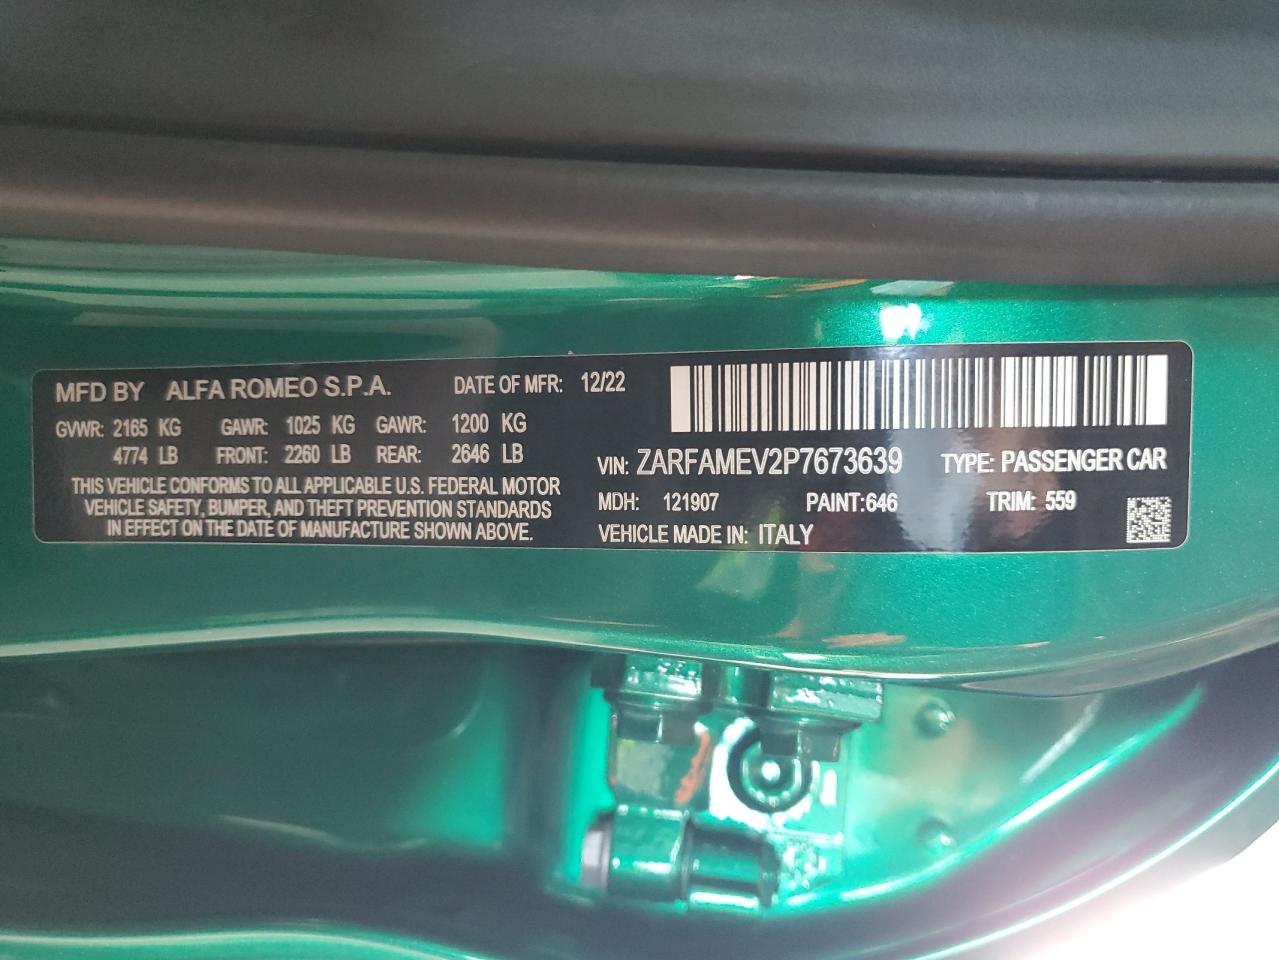 MFD BY ALFA ROMEO S.P.A. DATE OF MFR: 12/22
GVWR: 2165 KG GAWR: 1025 KG GAWR: 1200 KG
4774 LB FRONT: 2260 LB REAR: 2646 LB
THIS VEHICLE CONFORMS TO ALL APPLICABLE U.S. FEDERAL MOTOR
VEHICLE SAFETY, BUMPER, AND THEFT PREVENTION STANDARDS
IN EFFECT ON THE DATE OF MANUFACTURE SHOWN ABOVE.
VIN: ZARFAMEV2P7673639 TYPE: PASSENGER CAR
MDH: 121907 PAINT:646 TRIM: 559
VEHICLE MADE IN: ITALY